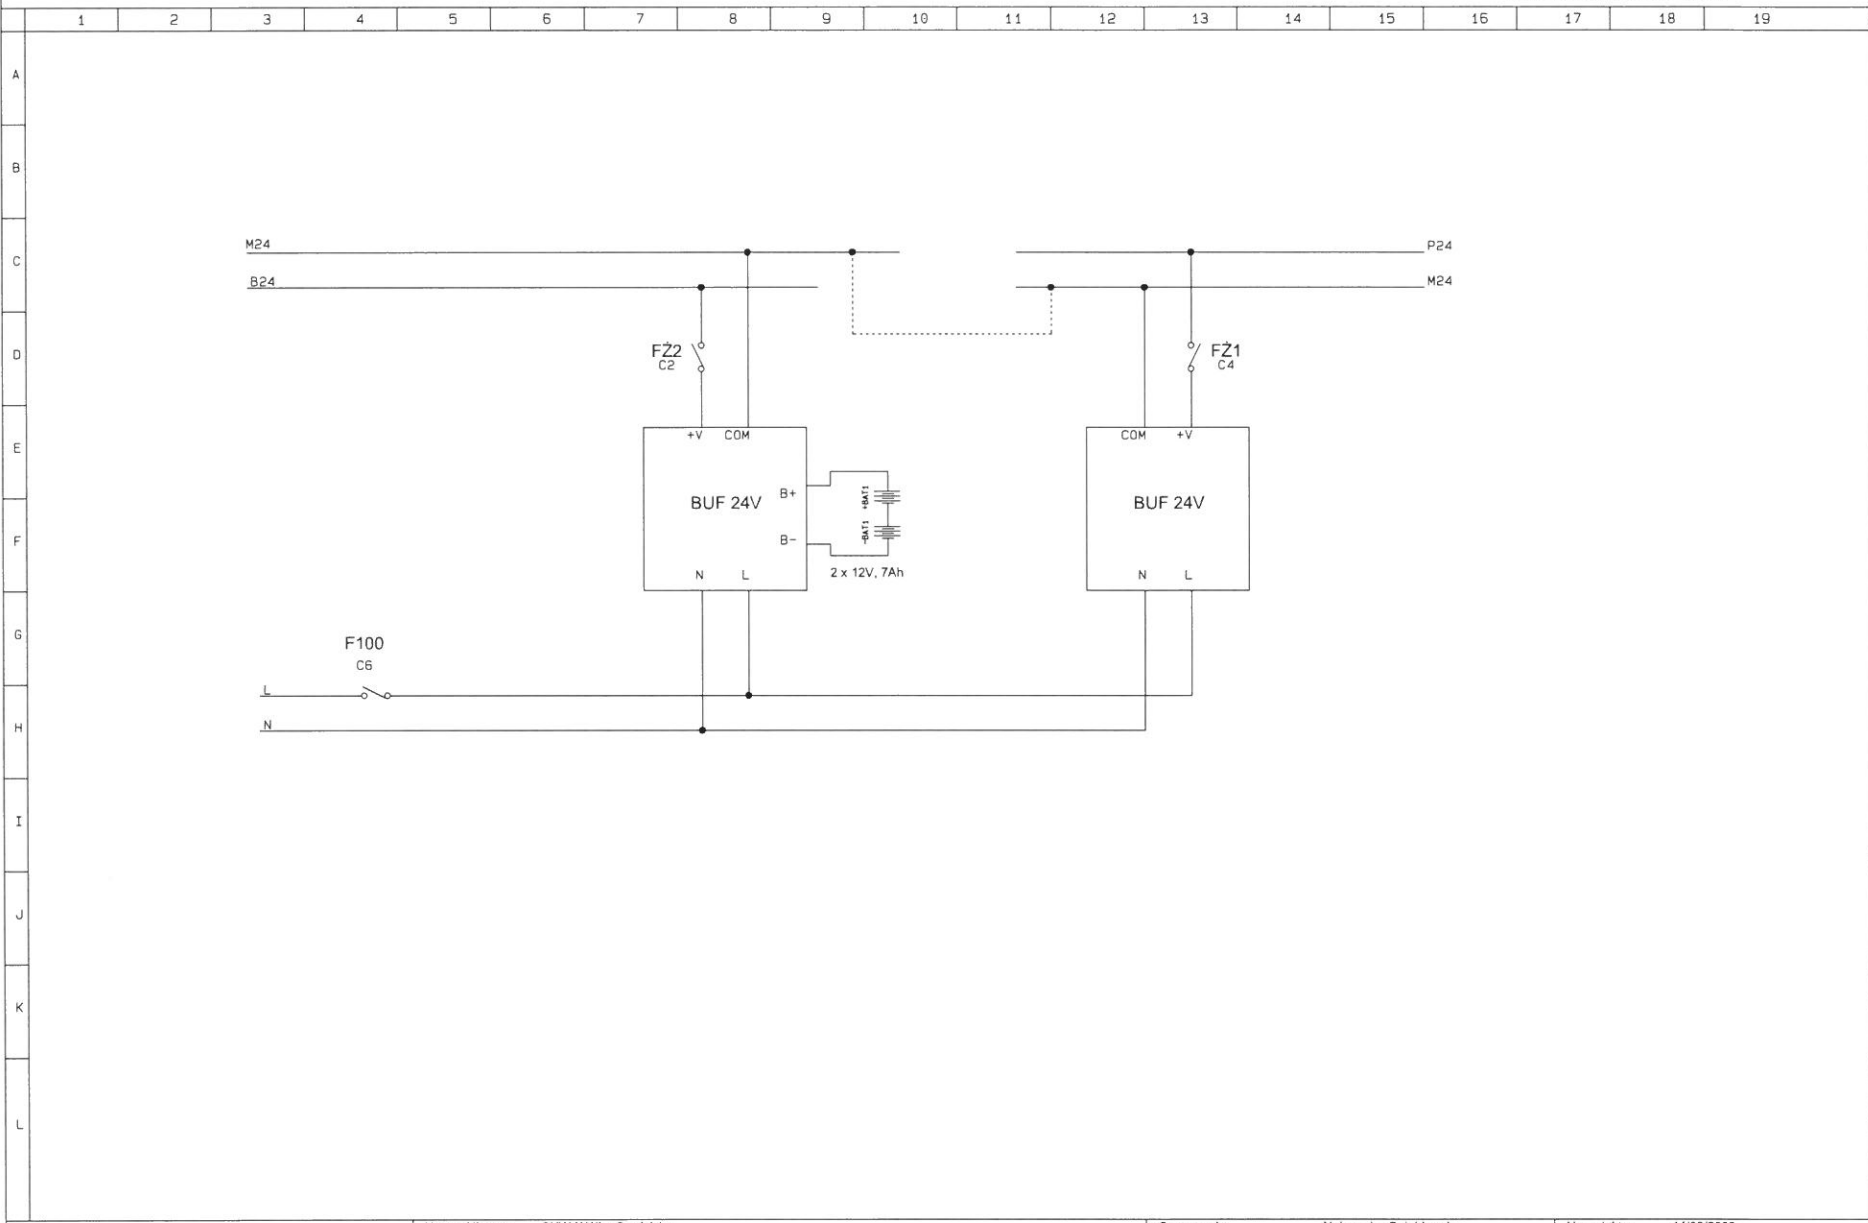 1 2 3 4 5 6 7 8 9 10 11 12 13 14 15 16 17 18 19
A
B
M24 P24
C
B24 M24
D
FZ2 FZ1
C2 C4
+V COM COM +V
E
B+
BUF 24V BUF 24V
+BAT1
-BAT1
F
B-
2 x 12V, 7Ah
N L N L
G
F100
C6
L
N
H
I
J
K
L